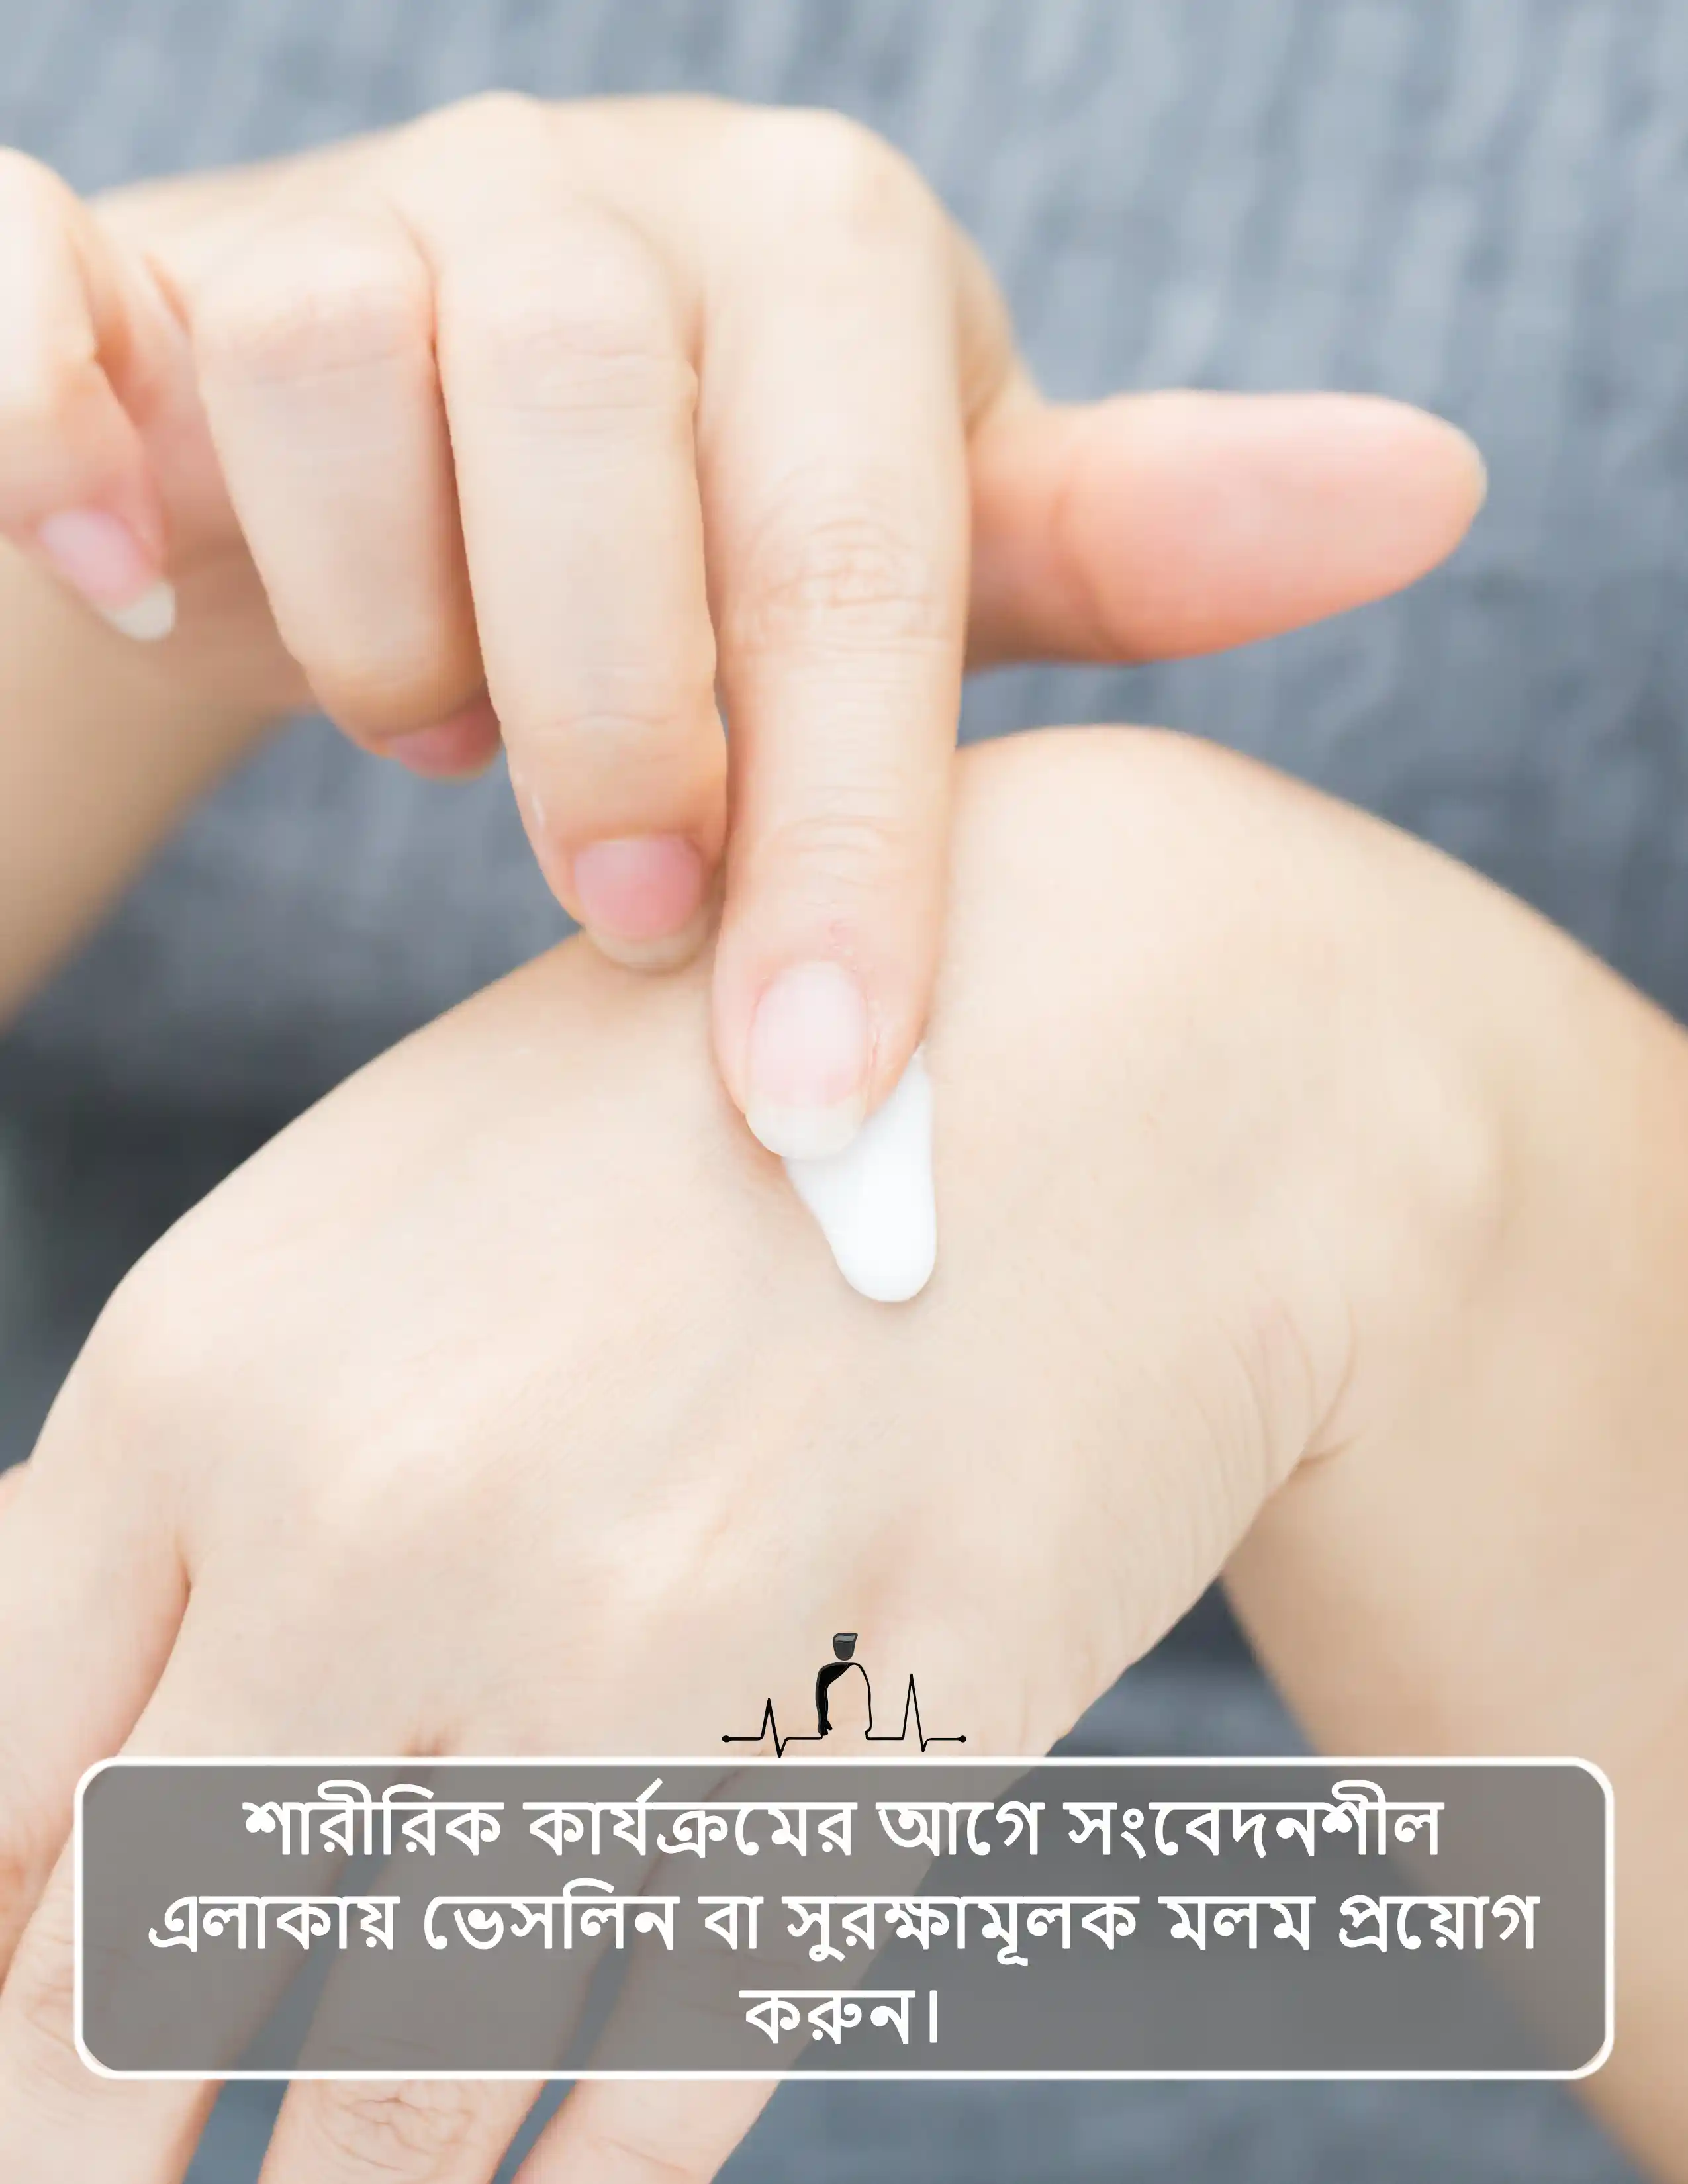 শারীরিক কার্যক্রমের আগে সংবেদনশীল
এলাকায় ভেসলিন বা সুরক্ষামূলক মলম প্রয়োগ
করুন।